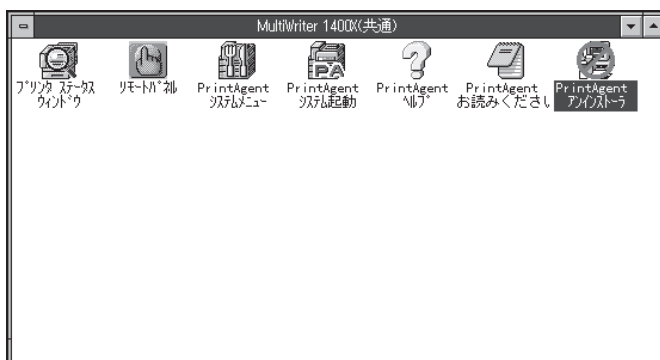 MultiWriter 1400X(共通)
プリンタ ステータス
ウィンドウ
リモートパネル
PrintAgent
システムメニュー
PrintAgent
システム起動
PrintAgent
ヘルプ
PrintAgent
お読みください
PrintAgent
アンインストーラ